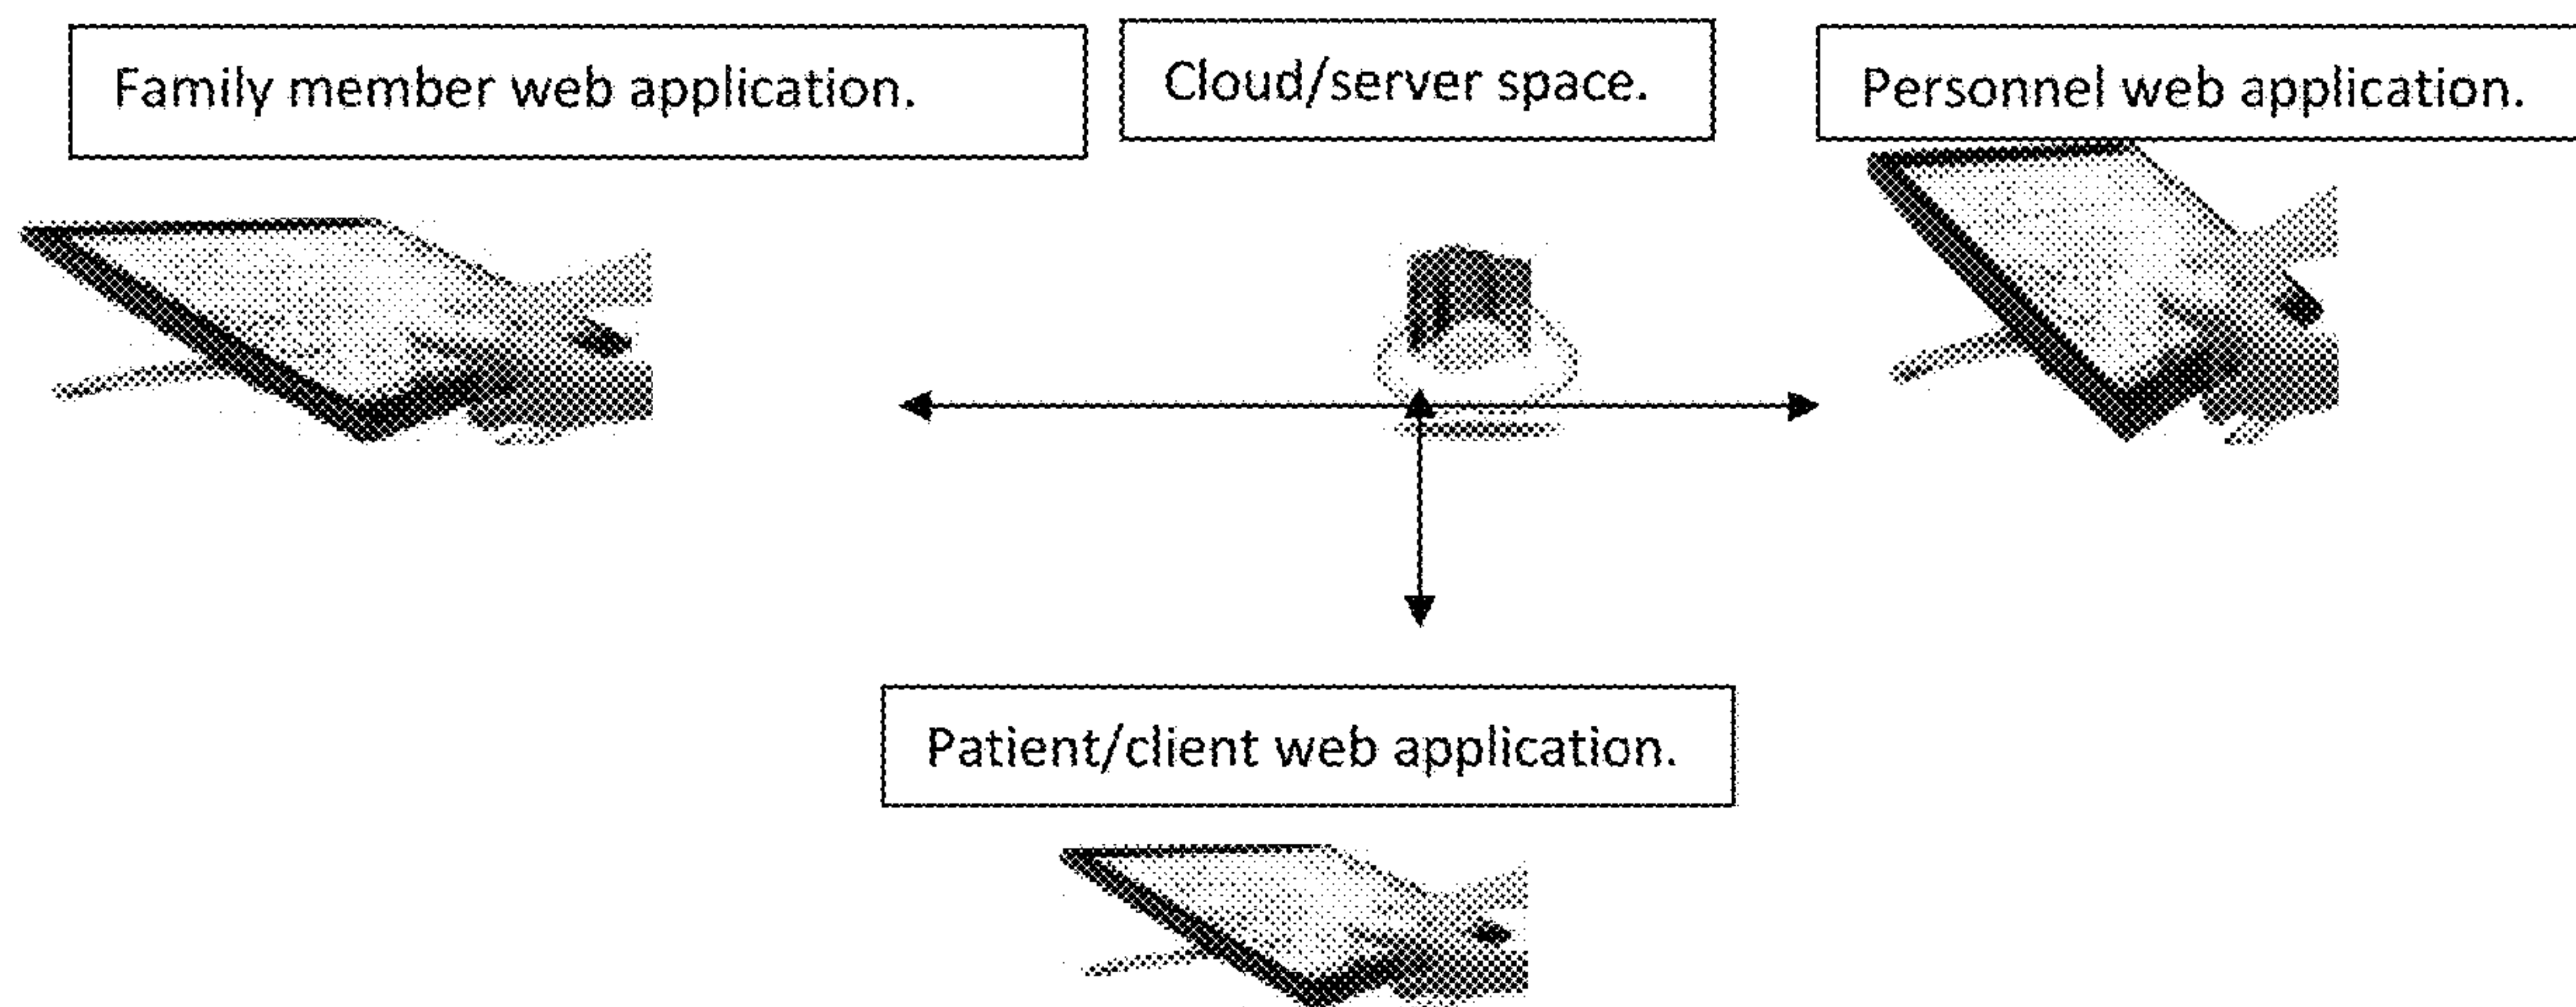 Family member web application.
Cloud/server space.
Personnel web application.
Patient/client web application.